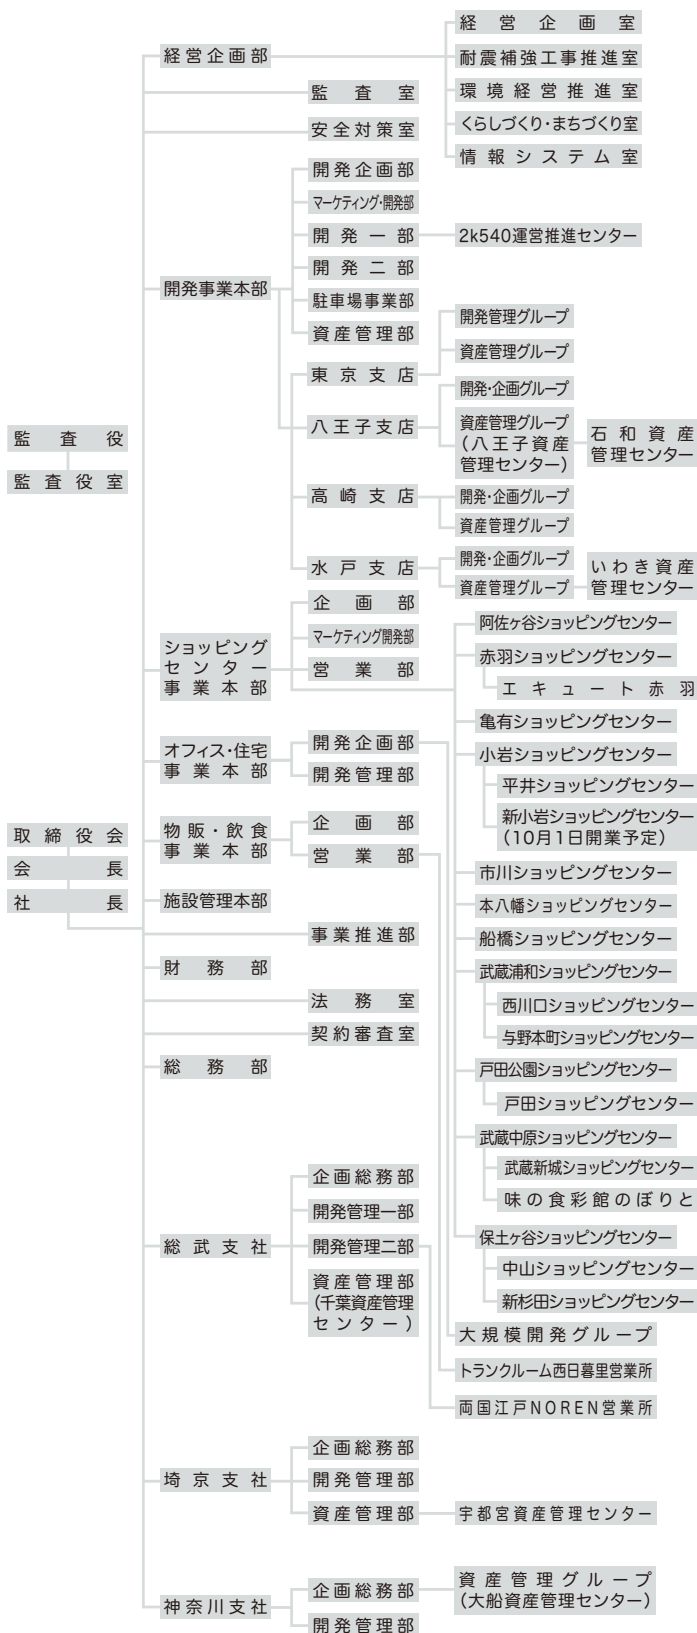 監査役
監査役室
取締役会
会長
社長
経営企画部
経営企画室
耐震補強工事推進室
環境経営推進室
くらしづくり・まちづくり室
情報システム室
監査室
安全対策室
開発事業本部
開発企画部
マーケティング・開発部
開発一部
2k540運営推進センター
開発二部
駐車場事業部
資産管理部
東京支店
開発管理グループ
資産管理グループ
八王子支店
開発・企画グループ
資産管理グループ
(八王子資産
管理センター)
石和資産
管理センター
高崎支店
開発・企画グループ
資産管理グループ
水戸支店
開発・企画グループ
資産管理グループ
いわき資産
管理センター
ショッピング
センター
事業本部
企画部
マーケティング開発部
営業部
阿佐ヶ谷ショッピングセンター
赤羽ショッピングセンター
エキュート赤羽
亀有ショッピングセンター
小岩ショッピングセンター
平井ショッピングセンター
新小岩ショッピングセンター
(10月1日開業予定)
市川ショッピングセンター
本八幡ショッピングセンター
船橋ショッピングセンター
武蔵浦和ショッピングセンター
西川口ショッピングセンター
与野本町ショッピングセンター
戸田公園ショッピングセンター
戸田ショッピングセンター
武蔵中原ショッピングセンター
武蔵新城ショッピングセンター
味の食彩館のぼりと
保土ヶ谷ショッピングセンター
中山ショッピングセンター
新杉田ショッピングセンター
オフィス・住宅
事業本部
開発企画部
開発管理部
大規模開発グループ
物販・飲食
事業本部
企画部
営業部
トランクルーム西日暮里営業所
施設管理本部
事業推進部
財務部
法務室
契約審査室
総務部
総武支社
企画総務部
開発管理一部
開発管理二部
両国江戸NOREN営業所
資産管理部
(千葉資産管理
センター)
埼京支社
企画総務部
開発管理部
資産管理部
宇都宮資産管理センター
神奈川支社
企画総務部
資産管理グループ
(大船資産管理センター)
開発管理部